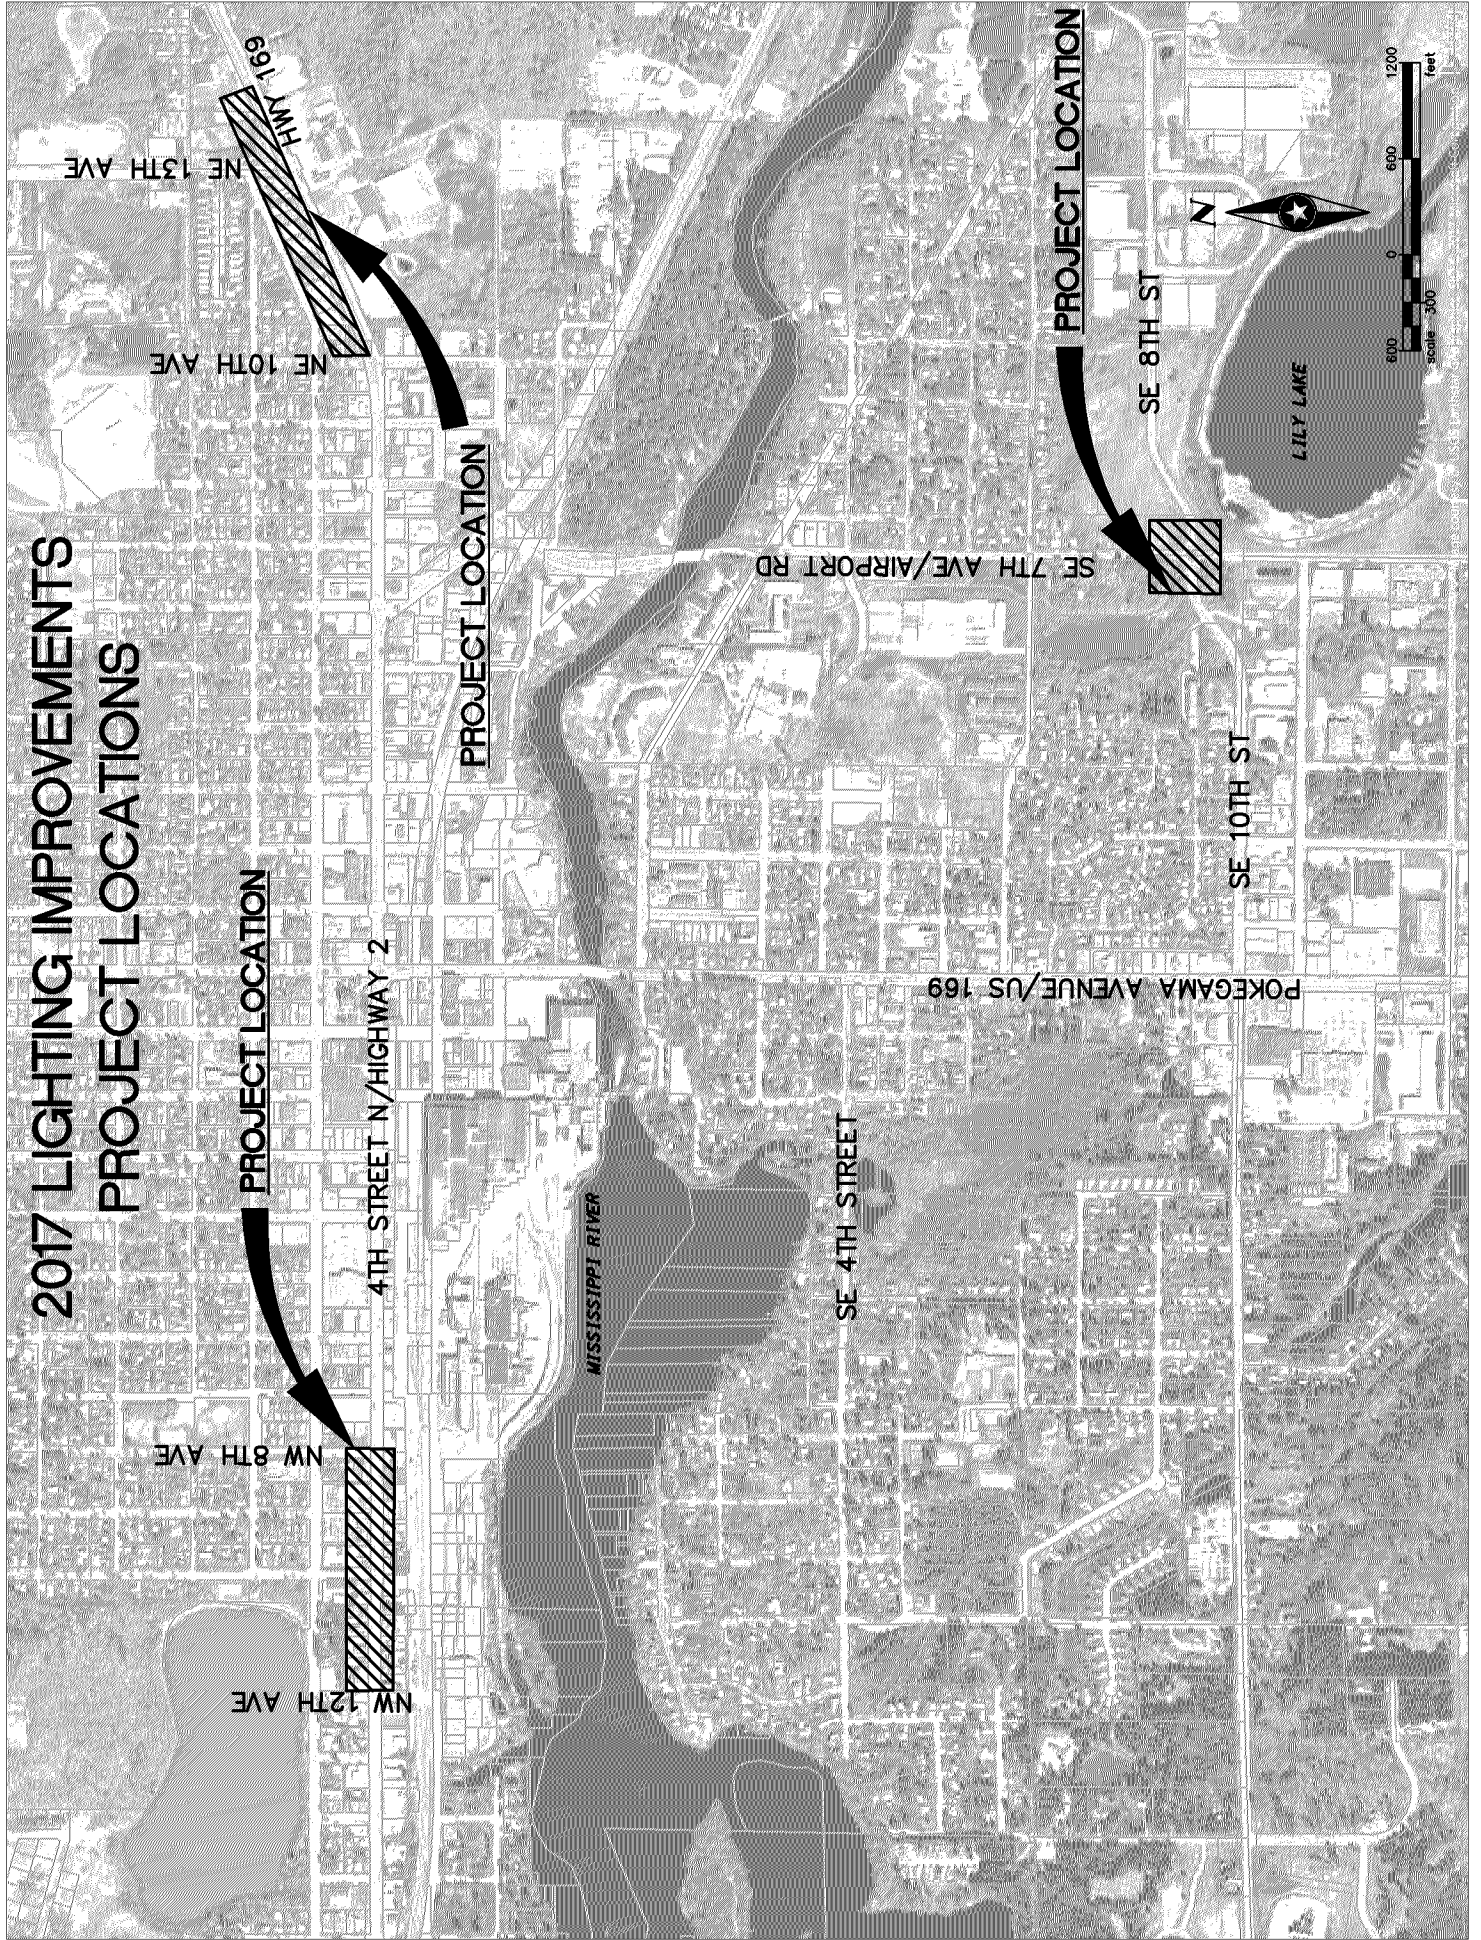 2017 LIGHTING IMPROVEMENTS
PROJECT LOCATIONS
PROJECT LOCATION
NW 12TH AVE
NW 8TH AVE
4TH STREET N/HIGHWAY 2
PROJECT LOCATION
NE 10TH AVE
NE 13TH AVE
HWY 169
MISSISSIPPI RIVER
SE 4TH STREET
POKEGAMA AVENUE/US 169
SE 7TH AVE/AIRPORT RD
PROJECT LOCATION
SE 8TH ST
SE 10TH ST
LILY LAKE
N
600 0 600 1200
scale 300 feet